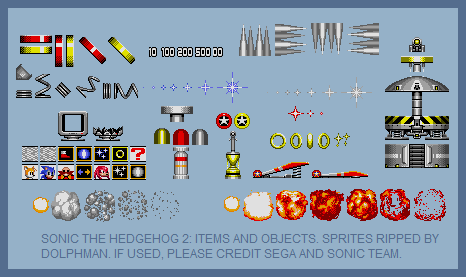 10 100 200 500 00
?
SONIC THE HEDGEHOG 2: ITEMS AND OBJECTS. SPRITES RIPPED BY
DOLPHMAN. IF USED, PLEASE CREDIT SEGA AND SONIC TEAM.